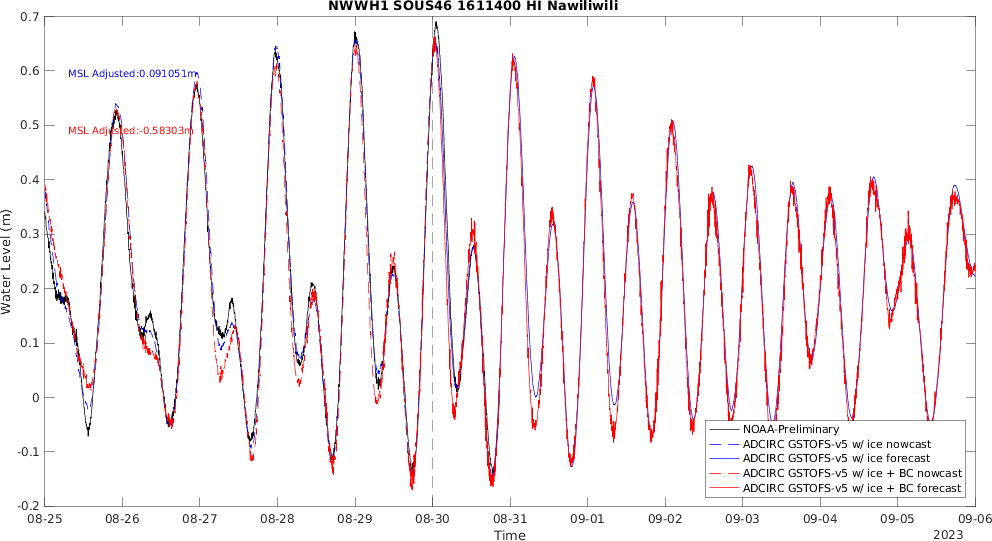 NWWH1 SOUS46 1611400 HI Nawiliwili
0.7
0.6
0.5
0.4
0.3
0.2
0.1
0
-0.1
-0.2
Water Level (m)
MSL Adjusted:0.091051m
MSL Adjusted:-0.58303m
NOAA-Preliminary
ADCIRC GSTOFS-v5 w/ ice nowcast
ADCIRC GSTOFS-v5 w/ ice forecast
ADCIRC GSTOFS-v5 w/ ice + BC nowcast
ADCIRC GSTOFS-v5 w/ ice + BC forecast
08-25 08-26 08-27 08-28 08-29 08-30 08-31 09-01 09-02 09-03 09-04 09-05 09-06
Time
2023